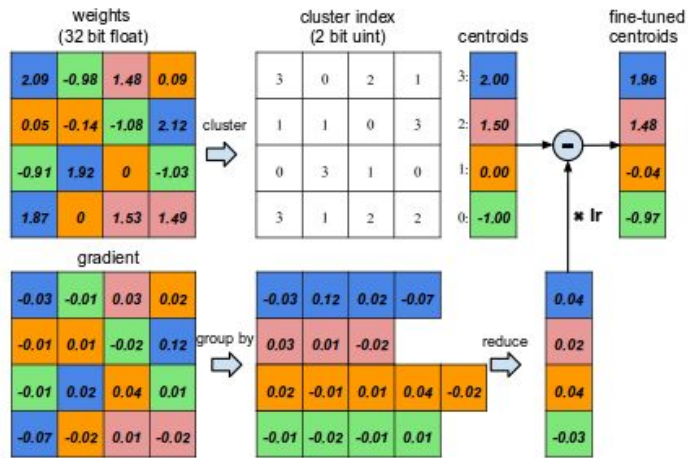 weights
(32 bit float)
cluster index
(2 bit uint)
centroids
fine-tuned
centroids
2.09 -0.98 1.48 0.09
3 0 2 1
3: 2.00
1.96
0.05 -0.14 -1.08 2.12
cluster
1 1 0 3
2: 1.50
1.48
-0.91 1.92 0 -1.03
0 3 1 0
1: 0.00
-0.04
1.87 0 1.53 1.49
3 1 2 2
0: -1.00
-0.97
-
× lr
gradient
-0.03 -0.01 0.03 0.02
-0.03 0.12 0.02 -0.07
0.04
-0.01 0.01 -0.02 0.12
group by
0.03 0.01 -0.02
reduce
0.02
-0.01 0.02 0.04 0.01
0.02 -0.01 0.01 0.04 -0.02
0.04
-0.07 -0.02 0.01 -0.02
-0.01 -0.02 -0.01 0.01
-0.03